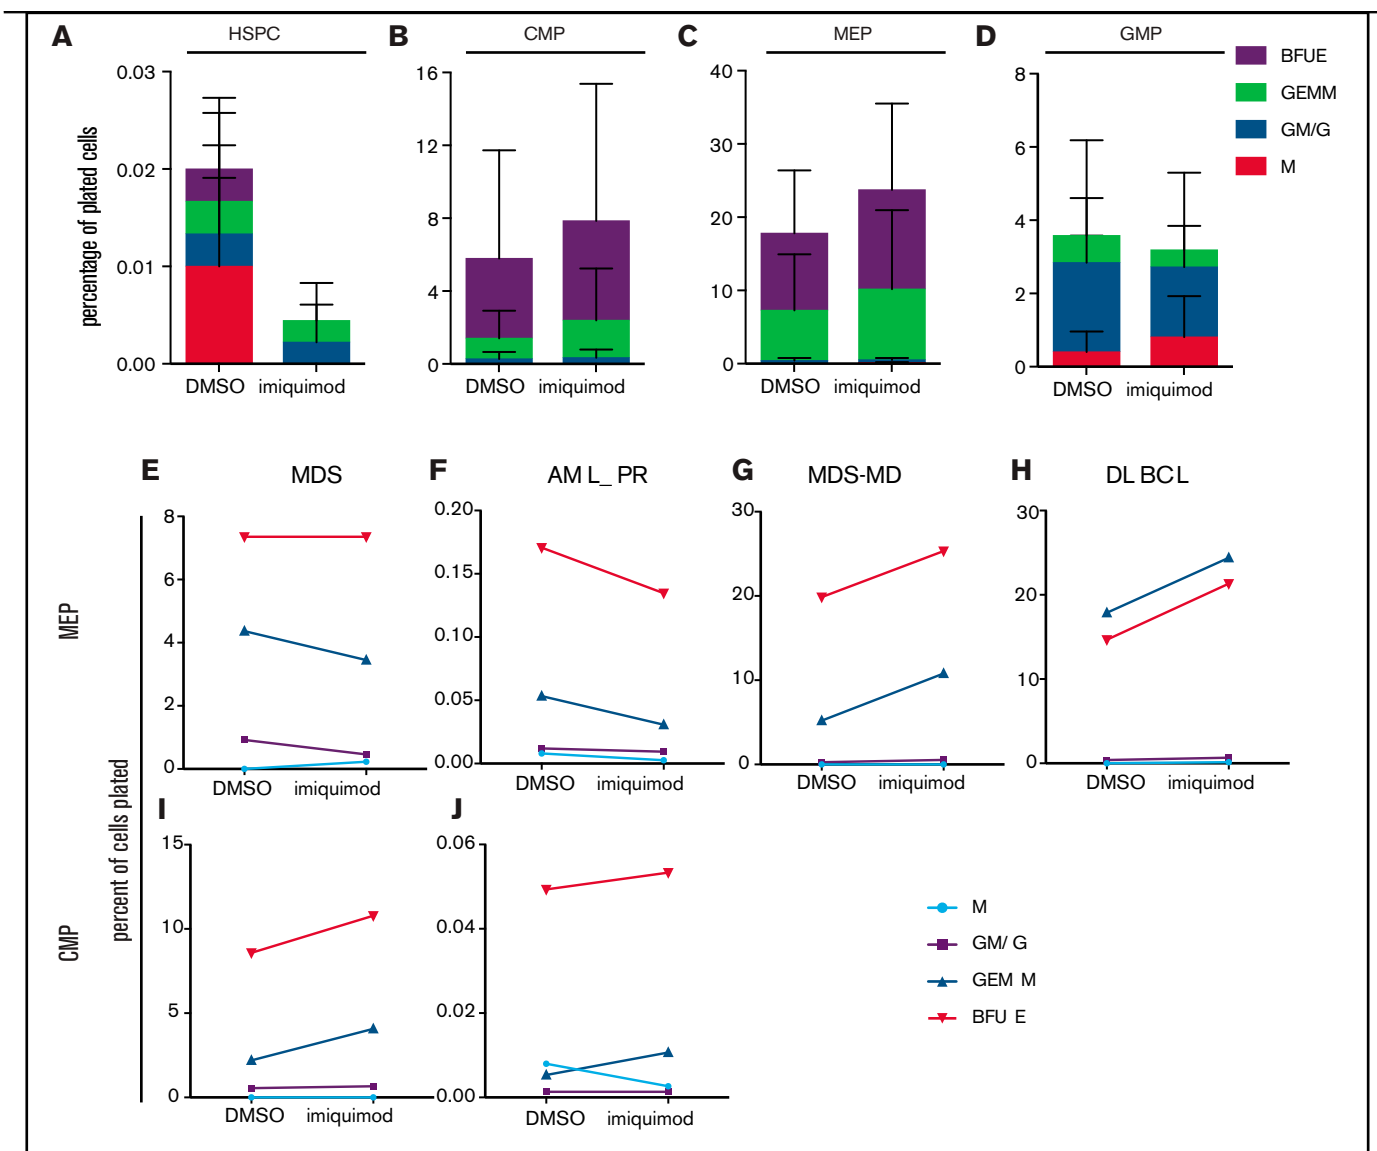 A HSPC B CMP C MEP D GMP
percentage of plated cells
0.03
0.02
0.01
0.00
DMSO imiquimod
16
12
8
4
0
DMSO imiquimod
40
30
20
10
0
DMSO imiquimod
8
6
4
2
0
DMSO imiquimod
BFUE
GEMM
GM/G
M
E MDS F AM L_ PR G MDS-MD H DL BCL
MEP
percent of cells plated
8
6
4
2
0
DMSO imiquimod
0.20
0.15
0.10
0.05
0.00
DMSO imiquimod
30
20
10
0
DMSO imiquimod
30
20
10
0
DMSO imiquimod
I J
CMP
15
10
5
0
DMSO imiquimod
0.06
0.04
0.02
0.00
DMSO imiquimod
M
GM/ G
GEM M
BFU E